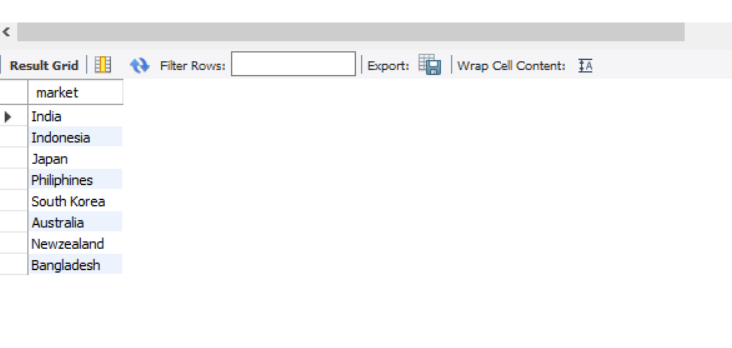 Result Grid Filter Rows: Export: Wrap Cell Content:
market
India
Indonesia
Japan
Philiphines
South Korea
Australia
Newzealand
Bangladesh